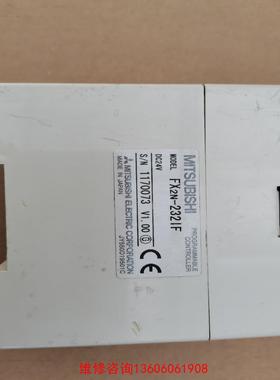 MITSUBISHI
PROGRAMMABLE
CONTROLLER
MODEL FX2N-232IF
DC24V
S/N 1170073 V1.00 Ⓒ
MITSUBISHI ELECTRIC CORPORATION
MADE IN JAPAN
JY550D19501C
维修咨询13606061908